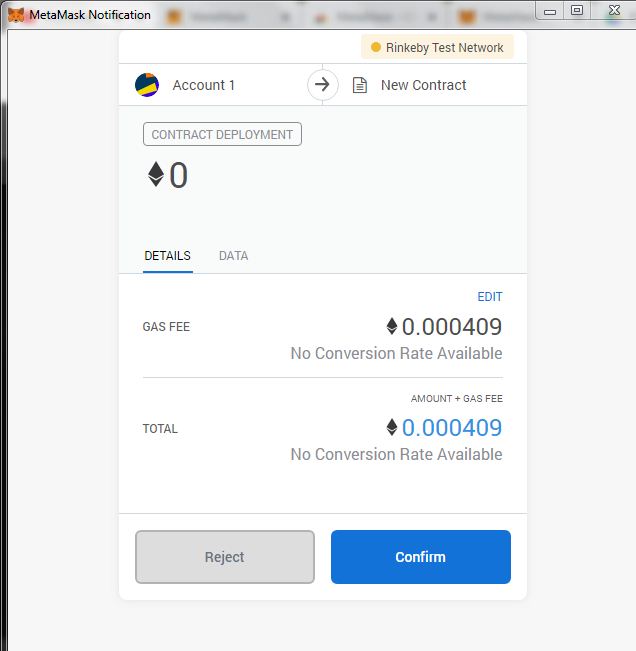 MetaMask Notification
Rinkeby Test Network
Account 1
New Contract
CONTRACT DEPLOYMENT
0
DETAILS DATA
EDIT
GAS FEE 0.000409
No Conversion Rate Available
AMOUNT + GAS FEE
TOTAL 0.000409
No Conversion Rate Available
Reject Confirm